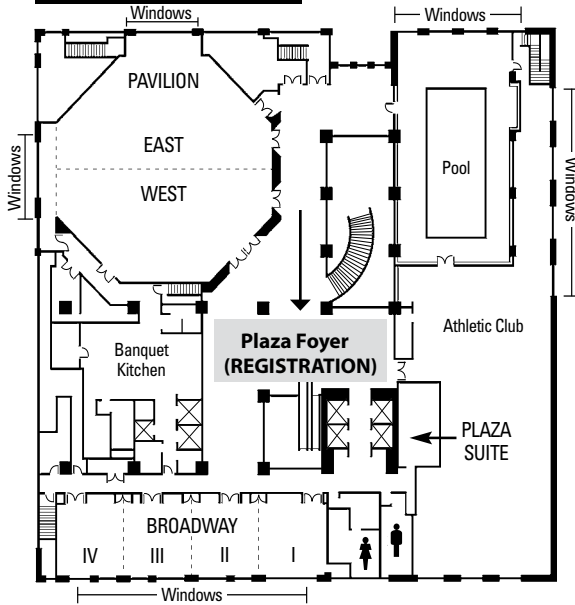 Windows
Windows
PAVILION
EAST
WEST
Windows
Windows
Pool
Plaza Foyer
(REGISTRATION)
Athletic Club
Banquet
Kitchen
PLAZA
SUITE
BROADWAY
IV
III
II
I
Windows